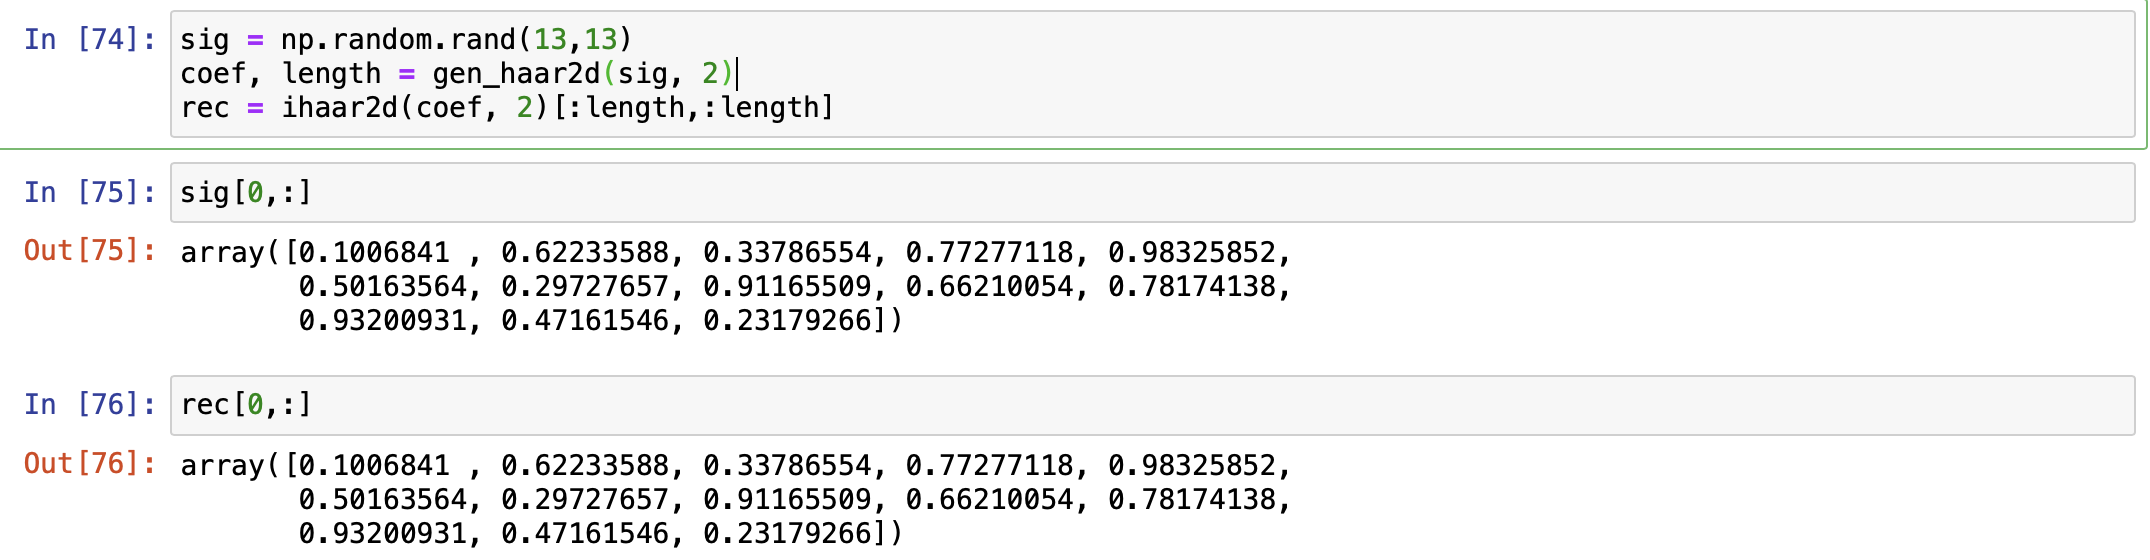 In [74]: sig = np.random.rand(13,13)
coef, length = gen_haar2d(sig, 2)
rec = ihaar2d(coef, 2)[:length,:length]
In [75]: sig[0,:]
Out[75]: array([0.1006841 , 0.62233588, 0.33786554, 0.77277118, 0.98325852,
0.50163564, 0.29727657, 0.91165509, 0.66210054, 0.78174138,
0.93200931, 0.47161546, 0.23179266])
In [76]: rec[0,:]
Out[76]: array([0.1006841 , 0.62233588, 0.33786554, 0.77277118, 0.98325852,
0.50163564, 0.29727657, 0.91165509, 0.66210054, 0.78174138,
0.93200931, 0.47161546, 0.23179266])